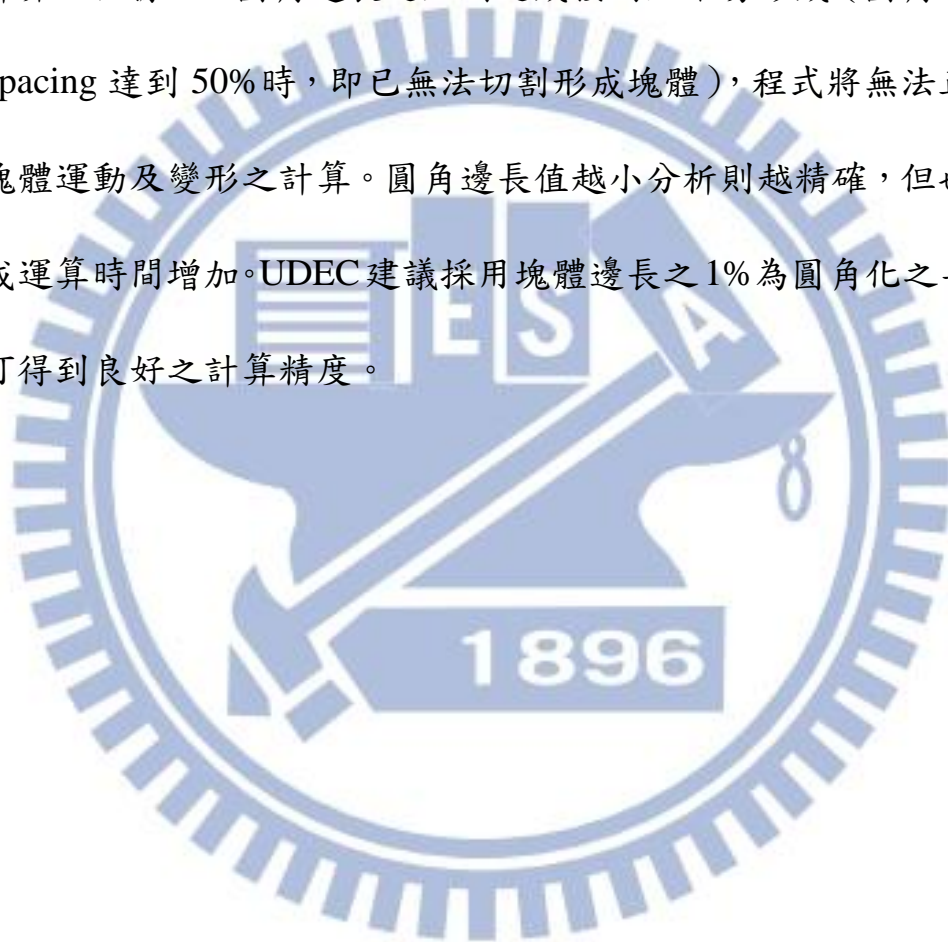 pacing 達到 50%時，即已無法切割形成塊體），程式將無法
塊體運動及變形之計算。圓角邊長值越小分析則越精確，但
成運算時間增加。UDEC 建議採用塊體邊長之 1%為圓角化之
可得到良好之計算精度。
E S A
1896